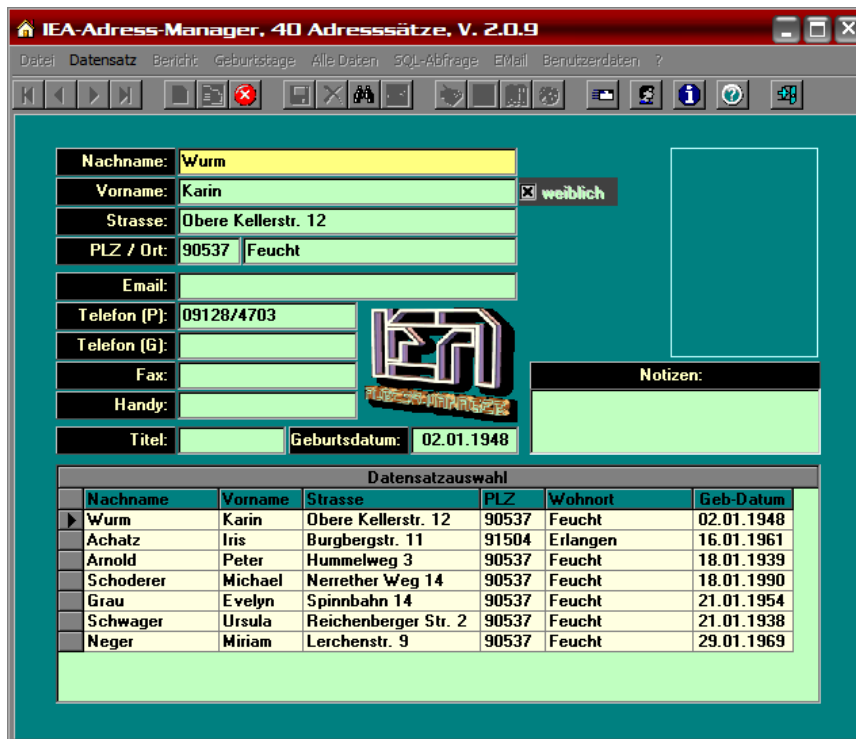 IEA-Adress-Manager, 40 Adresssätze, V. 2.0.9
Datei Datensatz Bericht Geburtstage Alle Daten SQL-Abfrage EMail Benutzerdaten ?
Nachname: Wurm
Vorname: Karin weiblich
Strasse: Obere Kellerstr. 12
PLZ / Ort: 90537 Feucht
Email:
Telefon (P): 09128/4703
Telefon (G):
IEA
Fax:
Notizen:
Handy:
Titel: Geburtsdatum: 02.01.1948
Datensatzauswahl
Nachname Vorname Strasse PLZ Wohnort Geb-Datum
Wurm Karin Obere Kellerstr. 12 90537 Feucht 02.01.1948
Achatz Iris Burgbergstr. 11 91504 Erlangen 16.01.1961
Arnold Peter Hummelweg 3 90537 Feucht 18.01.1939
Schoderer Michael Nerrether Weg 14 90537 Feucht 18.01.1990
Grau Evelyn Spinnbahn 14 90537 Feucht 21.01.1954
Schwager Ursula Reichenberger Str. 2 90537 Feucht 21.01.1938
Neger Miriam Lerchenstr. 9 90537 Feucht 29.01.1969